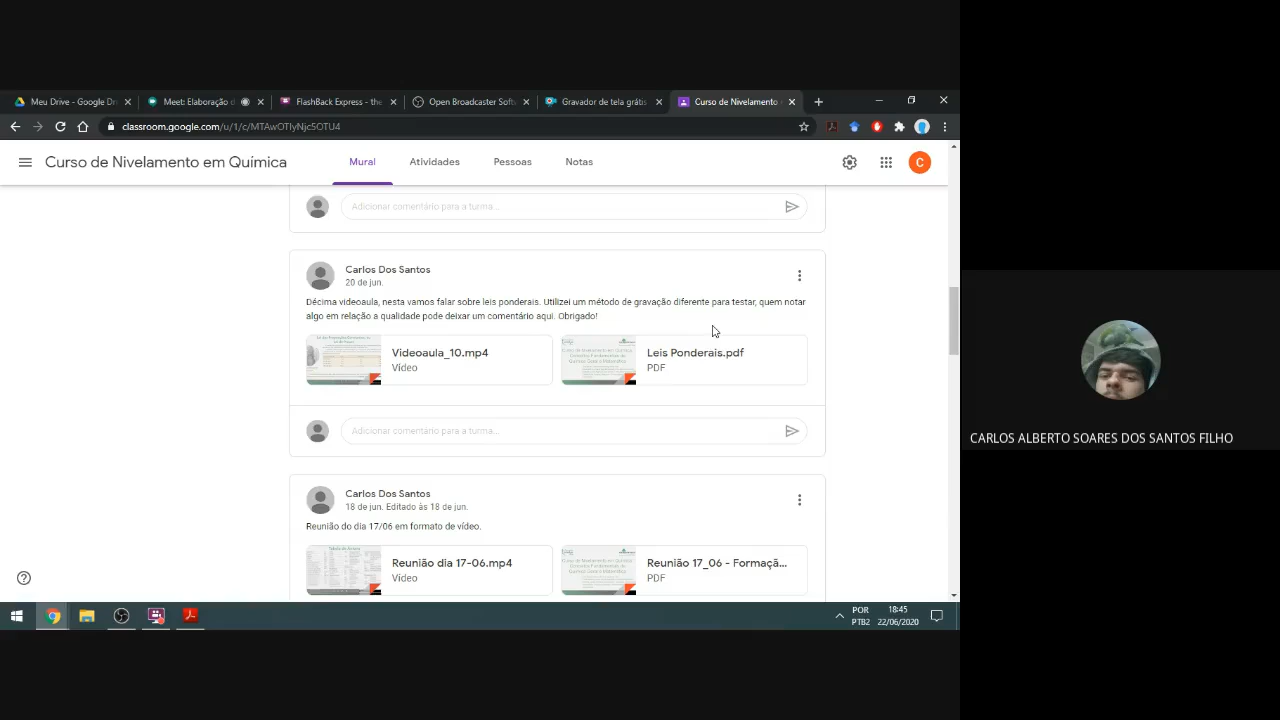 Meu Drive - Google Dr
Meet: Elaboração d
FlashBack Express - the
Open Broadcaster Soft
Gravador de tela grátis
Curso de Nivelamento
classroom.google.com/u/1/c/MTAwOTIyNjc5OTU4
Curso de Nivelamento em Química
Mural
Atividades
Pessoas
Notas
C
Adicionar comentário para a turma...
Carlos Dos Santos
20 de jun.
Décima videoaula, nesta vamos falar sobre leis ponderais. Utilizei um método de gravação diferente para testar, quem notar
algo em relação a qualidade pode deixar um comentário aqui. Obrigado!
Videoaula_10.mp4
Vídeo
Leis Ponderais.pdf
PDF
Adicionar comentário para a turma...
Carlos Dos Santos
18 de jun. Editado às 18 de jun.
Reunião do dia 17/06 em formato de vídeo.
Reunião dia 17-06.mp4
Vídeo
Reunião 17_06 - Formaçã...
PDF
CARLOS ALBERTO SOARES DOS SANTOS FILHO
POR
PTB2
18:45
22/06/2020